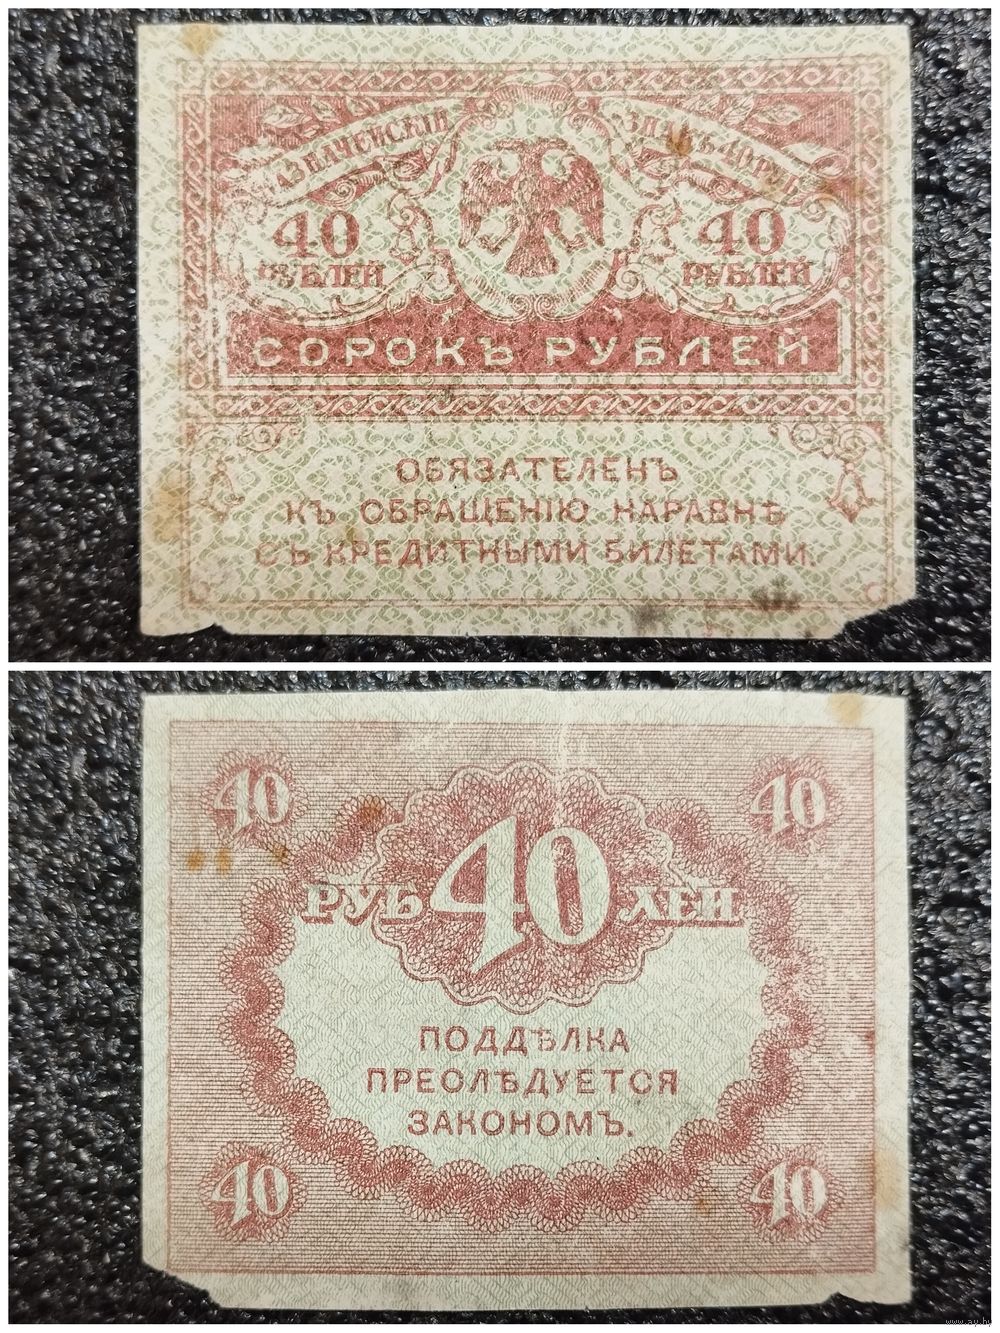 КАЗНАЧЕЙСКІЙ ЗНАКЪ 40 РУБ.
40 40
РУБЛЕЙ РУБЛЕЙ
СОРОКЪ РУБЛЕЙ
ОБЯЗАТЕЛЕНЪ
КЪ ОБРАЩЕНІЮ НАРАВНѢ
СЪ КРЕДИТНЫМИ БИЛЕТАМИ.
40 40
РУБ 40 ЛЕЙ
ПОДДѢЛКА
ПРЕСЛѢДУЕТСЯ
ЗАКОНОМЪ.
40 40